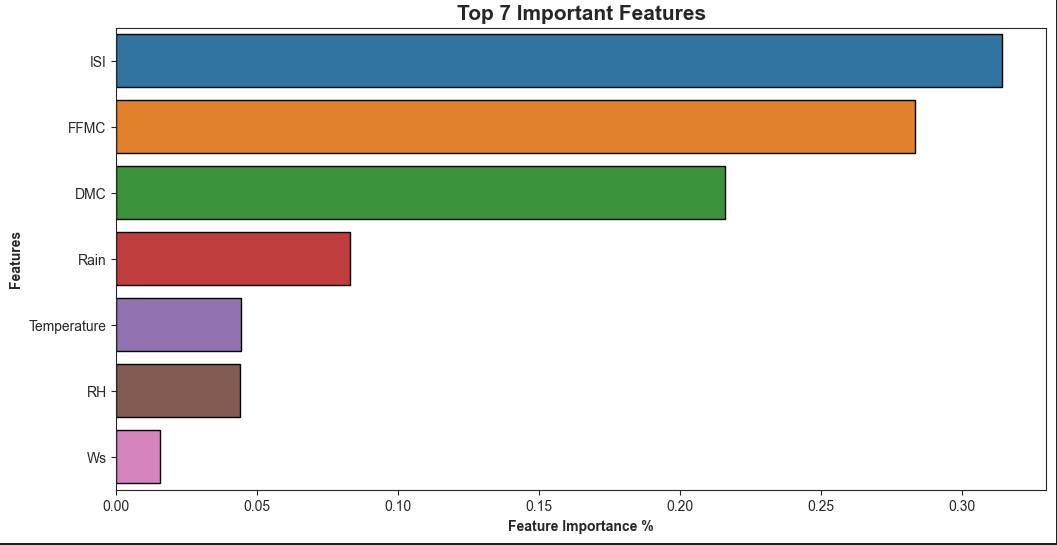 Top 7 Important Features
Features
ISI
FFMC
DMC
Rain
Temperature
RH
Ws
0.00 0.05 0.10 0.15 0.20 0.25 0.30
Feature Importance %